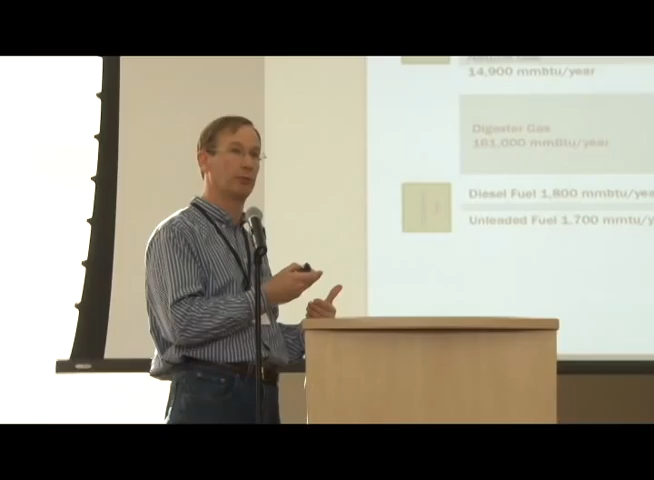 14,900 mmbtu/year
Digester Gas
181,000 mmBtu/year
Diesel Fuel 1,800 mmbtu/yea
Unleaded Fuel 1,700 mmtu/y